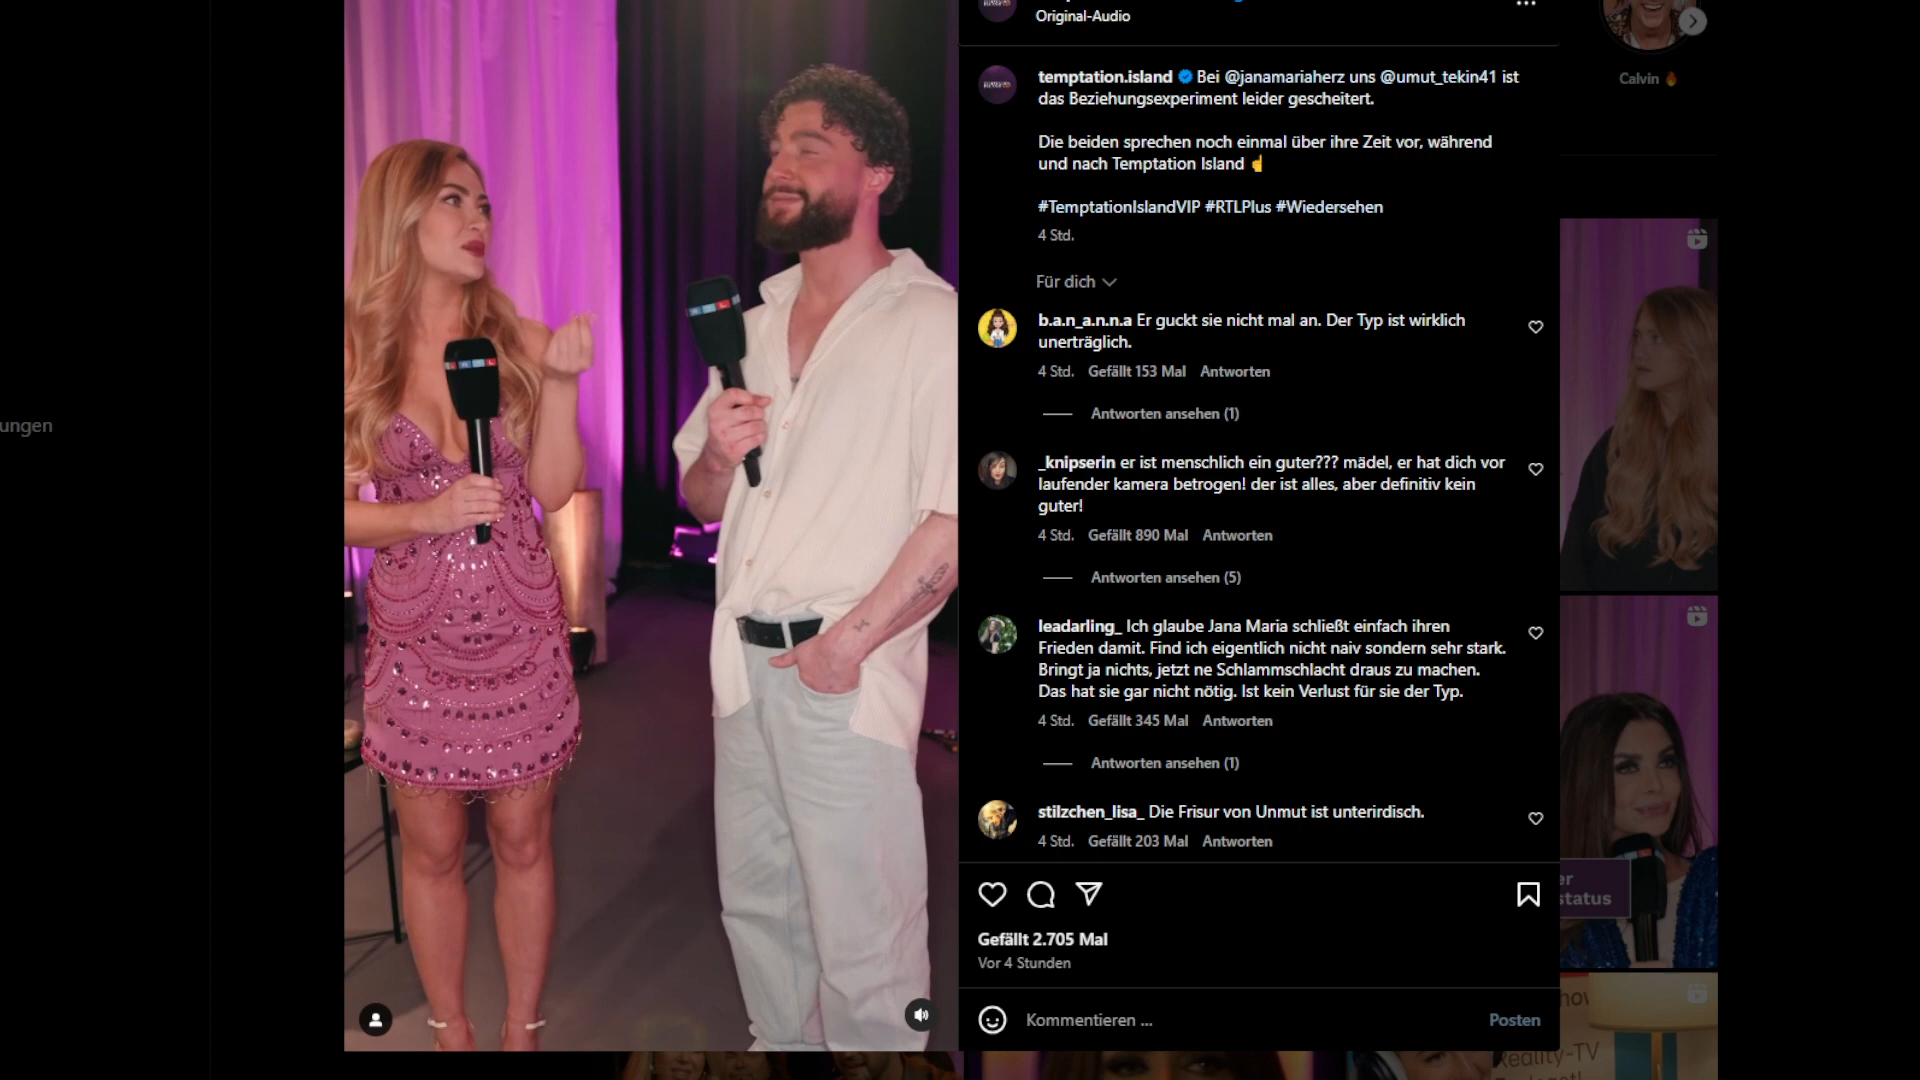 Original-Audio
temptation.island Bei @janamariaherz uns @umut_tekin41 ist
das Beziehungsexperiment leider gescheitert.
Die beiden sprechen noch einmal über ihre Zeit vor, während
und nach Temptation Island ☝️
#TemptationIslandVIP #RTLPlus #Wiedersehen
4 Std.
Für dich
b.a.n_a.n.n.a Er guckt sie nicht mal an. Der Typ ist wirklich
unerträglich.
4 Std. Gefällt 153 Mal Antworten
Antworten ansehen (1)
_knipserin er ist menschlich ein guter??? mädel, er hat dich vor
laufender kamera betrogen! der ist alles, aber definitiv kein
guter!
4 Std. Gefällt 890 Mal Antworten
Antworten ansehen (5)
leadarling_ Ich glaube Jana Maria schließt einfach ihren
Frieden damit. Find ich eigentlich nicht naiv sondern sehr stark.
Bringt ja nichts, jetzt ne Schlammschlacht draus zu machen.
Das hat sie gar nicht nötig. Ist kein Verlust für sie der Typ.
4 Std. Gefällt 345 Mal Antworten
Antworten ansehen (1)
stilzchen_lisa_ Die Frisur von Unmut ist unterirdisch.
4 Std. Gefällt 203 Mal Antworten
Gefällt 2.705 Mal
Vor 4 Stunden
Kommentieren ...
Posten
Calvin 🔥
ungen
er
status
Reality-TV